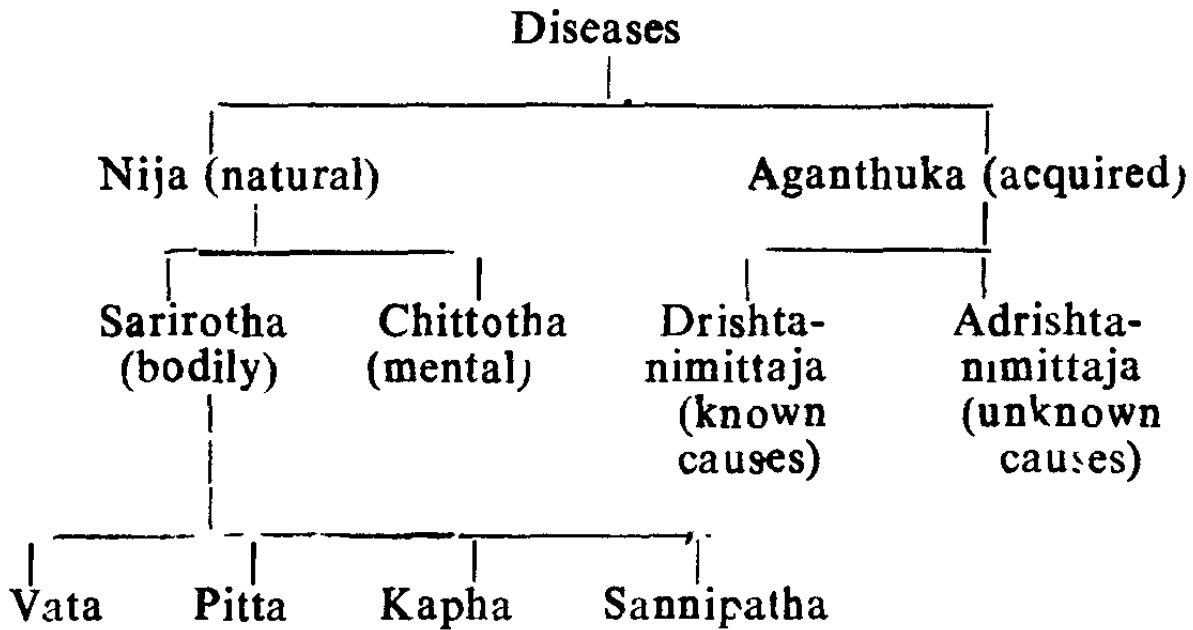 Diseases
Nija (natural)
Aganthuka (acquired)
Sarirotha
(bodily)
Chittotha
(mental)
Drishta-
nimittaja
(known
causes)
Adrishta-
nimittaja
(unknown
causes)
Vata
Pitta
Kapha
Sannipatha